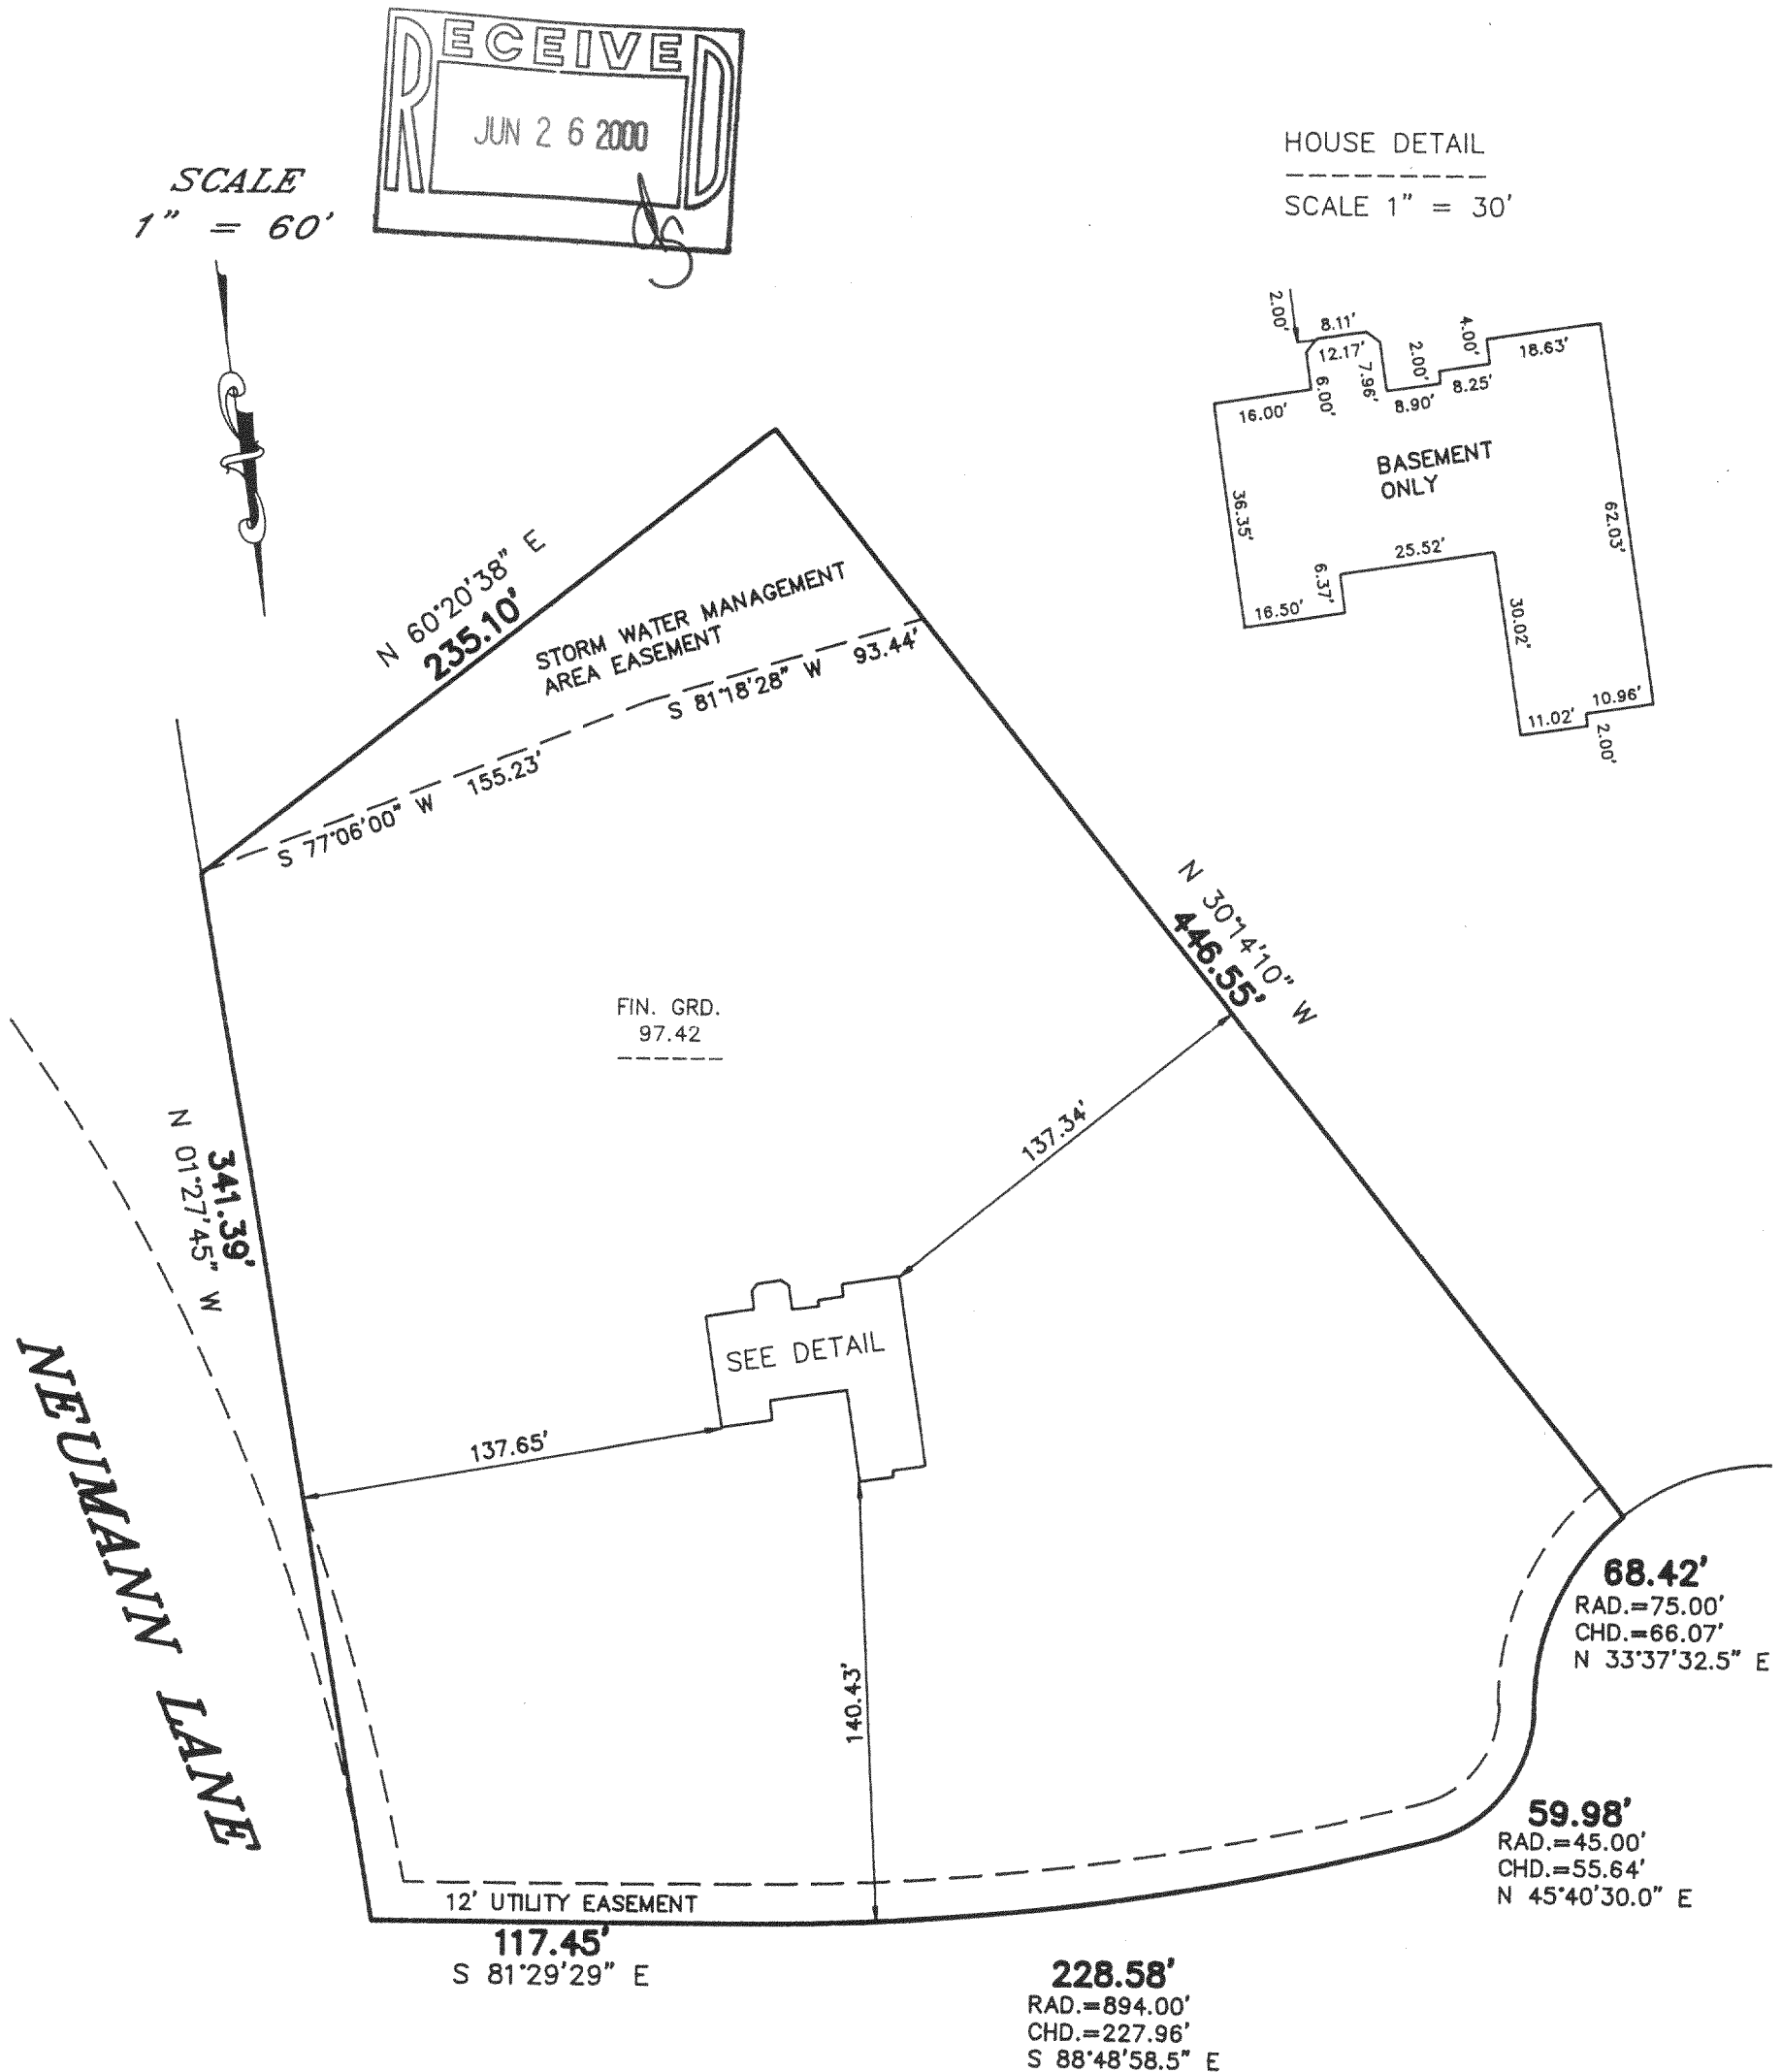 RECEIVED
JUN 2 6 2000
SCALE
1" = 60'
HOUSE DETAIL
SCALE 1" = 30'
2.00'
8.11'
12.17'
6.00'
7.96'
2.00'
8.90'
4.00'
8.25'
18.63'
16.00'
BASEMENT
ONLY
36.35'
62.03'
25.52'
6.37'
16.50'
30.02'
11.02'
10.96'
2.00'
N 60°20'38" E
235.10'
STORM WATER MANAGEMENT
AREA EASEMENT
S 81°18'28" W 93.44'
S 77°06'00" W 155.23'
N 30°14'10" W
446.55'
FIN. GRD.
97.42
137.34'
341.39'
N 01°27'45" W
SEE DETAIL
137.65'
NEUMANN LANE
140.43'
68.42'
RAD.=75.00'
CHD.=66.07'
N 33°37'32.5" E
59.98'
RAD.=45.00'
CHD.=55.64'
N 45°40'30.0" E
12' UTILITY EASEMENT
117.45'
S 81°29'29" E
228.58'
RAD.=894.00'
CHD.=227.96'
S 88°48'58.5" E